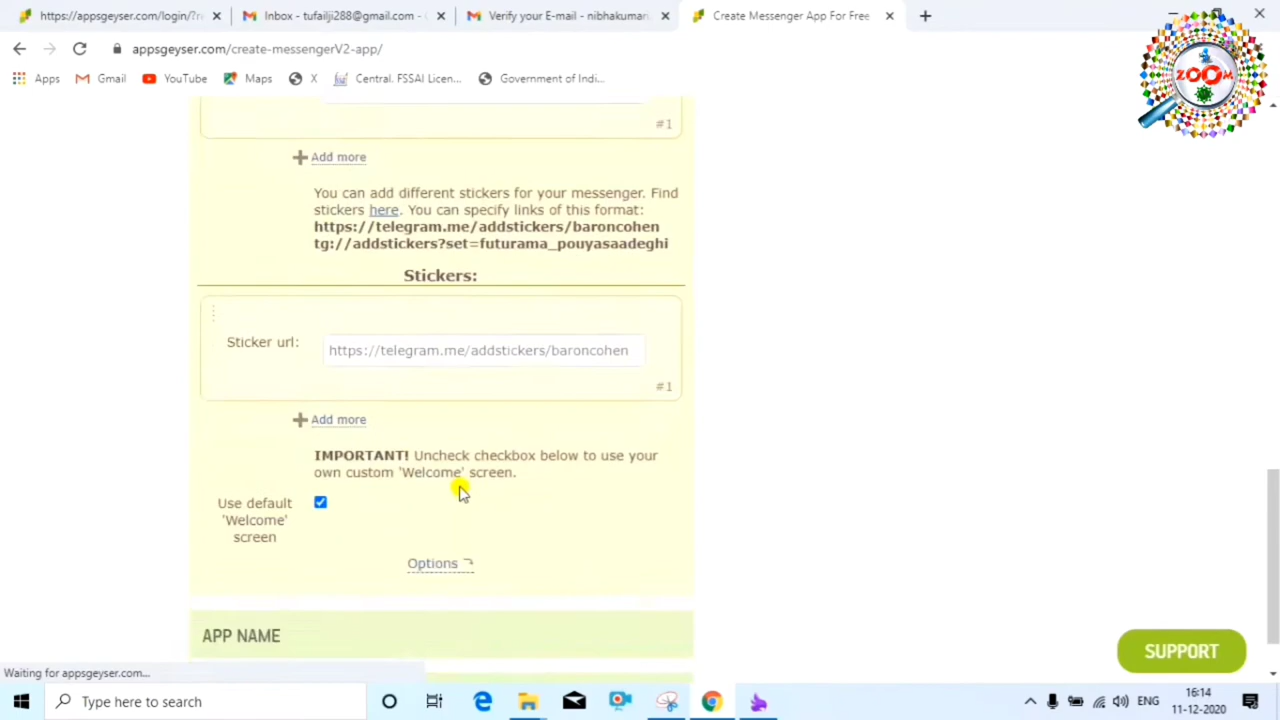 https://appsgeyser.com/login/?re
Inbox - tufailji288@gmail.com -
Verify your E-mail - nibhakumari
Create Messenger App For Free
appsgeyser.com/create-messengerV2-app/
Apps
Gmail
YouTube
Maps
X
Central. FSSAI Licen...
Government of Indi...
ZOOM
#1
Add more
You can add different stickers for your messenger. Find
stickers here. You can specify links of this format:
https://telegram.me/addstickers/baroncohen
tg://addstickers?set=futurama_pouyasaadeghi
Stickers:
Sticker url:
https://telegram.me/addstickers/baroncohen
#1
Add more
IMPORTANT! Uncheck checkbox below to use your
own custom 'Welcome' screen.
Use default
'Welcome'
screen
Options
APP NAME
SUPPORT
Waiting for appsgeyser.com...
Type here to search
ENG
16:14
11-12-2020